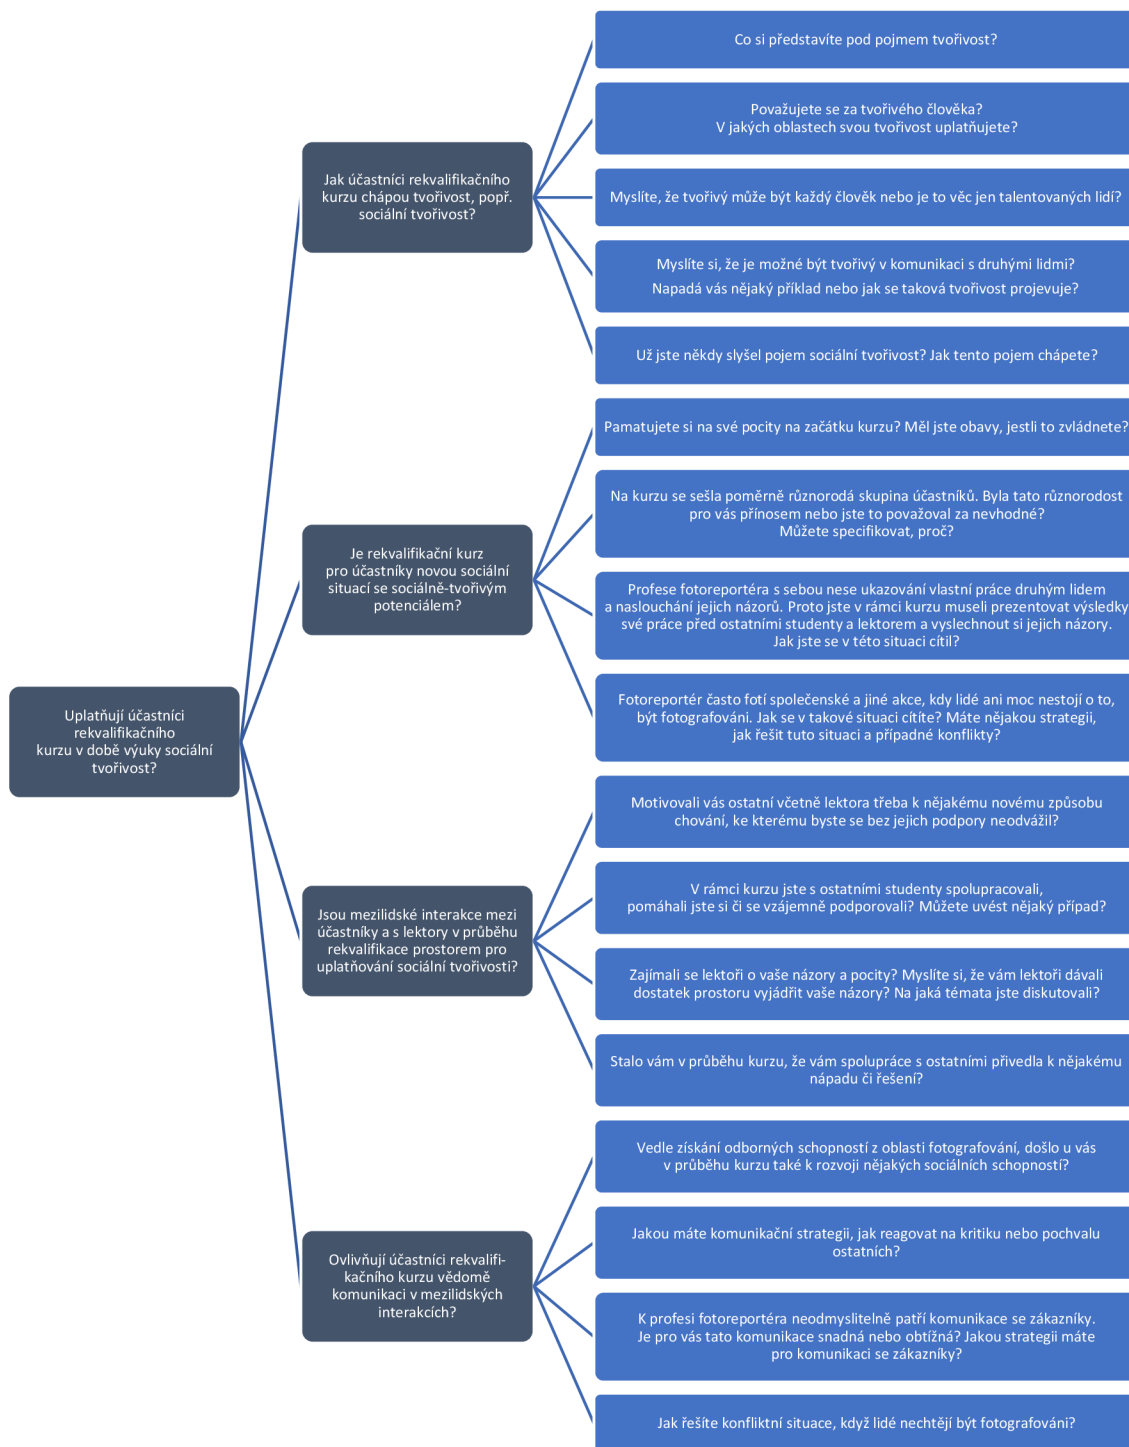 Uplatňují účastníci
rekvalifikačního
kurzu v době výuky sociální
tvořivost?
Jak účastníci rekvalifikačního
kurzu chápou tvořivost, popř.
sociální tvořivost?
Co si představíte pod pojmem tvořivost?
Považujete se za tvořivého člověka?
V jakých oblastech svou tvořivost uplatňujete?
Myslíte, že tvořivý může být každý člověk nebo je to věc jen talentovaných lidí?
Myslíte si, že je možné být tvořivý v komunikaci s druhými lidmi?
Napadá vás nějaký příklad nebo jak se taková tvořivost projevuje?
Už jste někdy slyšel pojem sociální tvořivost? Jak tento pojem chápete?
Je rekvalifikační kurz
pro účastníky novou sociální
situací se sociálně-tvořivým
potenciálem?
Pamatujete si na své pocity na začátku kurzu? Měl jste obavy, jestli to zvládnete?
Na kurzu se sešla poměrně různorodá skupina účastníků. Byla tato různorodost
pro vás přínosem nebo jste to považoval za nevhodné?
Můžete specifikovat, proč?
Profese fotoreportéra s sebou nese ukazování vlastní práce druhým lidem
a naslouchání jejich názorů. Proto jste v rámci kurzu museli prezentovat výsledky
své práce před ostatními studenty a lektorem a vyslechnout si jejich názory.
Jak jste se v této situaci cítil?
Fotoreportér často fotí společenské a jiné akce, kdy lidé ani moc nestojí o to,
být fotografováni. Jak se v takové situaci cítíte? Máte nějakou strategii,
jak řešit tuto situaci a případné konflikty?
Jsou mezilidské interakce mezi
účastníky a s lektory v průběhu
rekvalifikace prostorem pro
uplatňování sociální tvořivosti?
Motivovali vás ostatní včetně lektora třeba k nějakému novému způsobu
chování, ke kterému byste se bez jejich podpory neodvážil?
V rámci kurzu jste s ostatními studenty spolupracovali,
pomáhali jste si či se vzájemně podporovali? Můžete uvést nějaký případ?
Zajímali se lektoři o vaše názory a pocity? Myslíte si, že vám lektoři dávali
dostatek prostoru vyjádřit vaše názory? Na jaká témata jste diskutovali?
Stalo vám v průběhu kurzu, že vám spolupráce s ostatními přivedla k nějakému
nápadu či řešení?
Ovlivňují účastníci rekvalifi-
kačního kurzu vědomě
komunikaci v mezilidských
interakcích?
Vedle získání odborných schopností z oblasti fotografování, došlo u vás
v průběhu kurzu také k rozvoji nějakých sociálních schopností?
Jakou máte komunikační strategii, jak reagovat na kritiku nebo pochvalu
ostatních?
K profesi fotoreportéra neodmyslitelně patří komunikace se zákazníky.
Je pro vás tato komunikace snadná nebo obtížná? Jakou strategii máte
pro komunikaci se zákazníky?
Jak řešíte konfliktní situace, když lidé nechtějí být fotografováni?